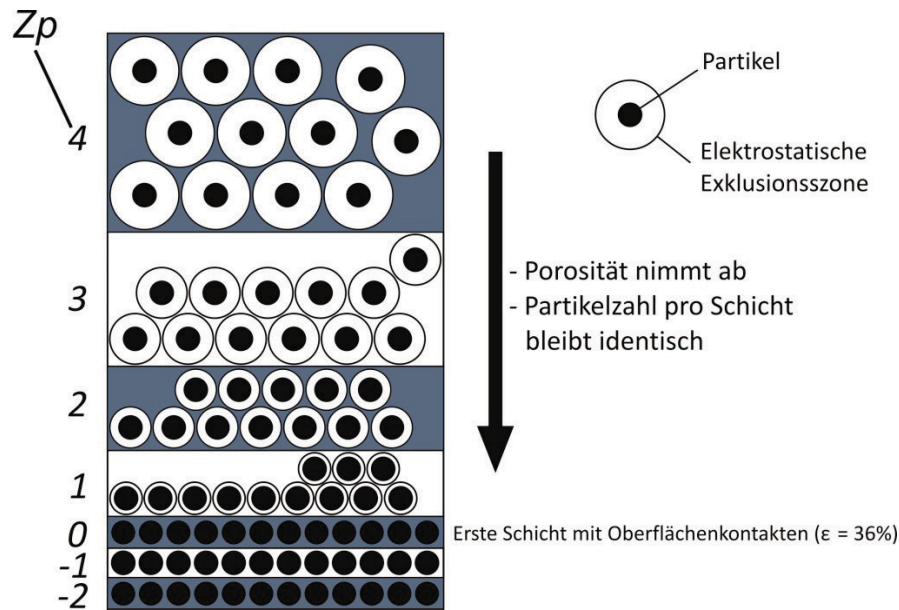 Zp
4
3
2
1
0
-1
-2
Partikel
Elektrostatische
Exklusionsszone
- Porosität nimmt ab
- Partikelzahl pro Schicht
bleibt identisch
Erste Schicht mit Oberflächenkontakten (ε = 36%)